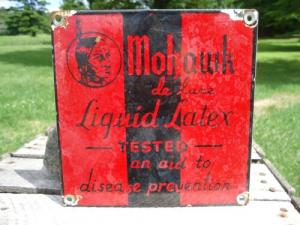 Mohawk
de Luxe
Liquid Latex
TESTED
an aid to
disease prevention